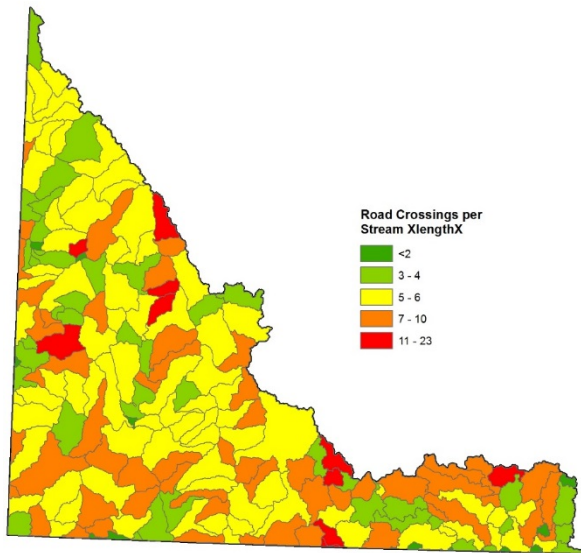 Road Crossings per
Stream XlengthX
<2
3 - 4
5 - 6
7 - 10
11 - 23